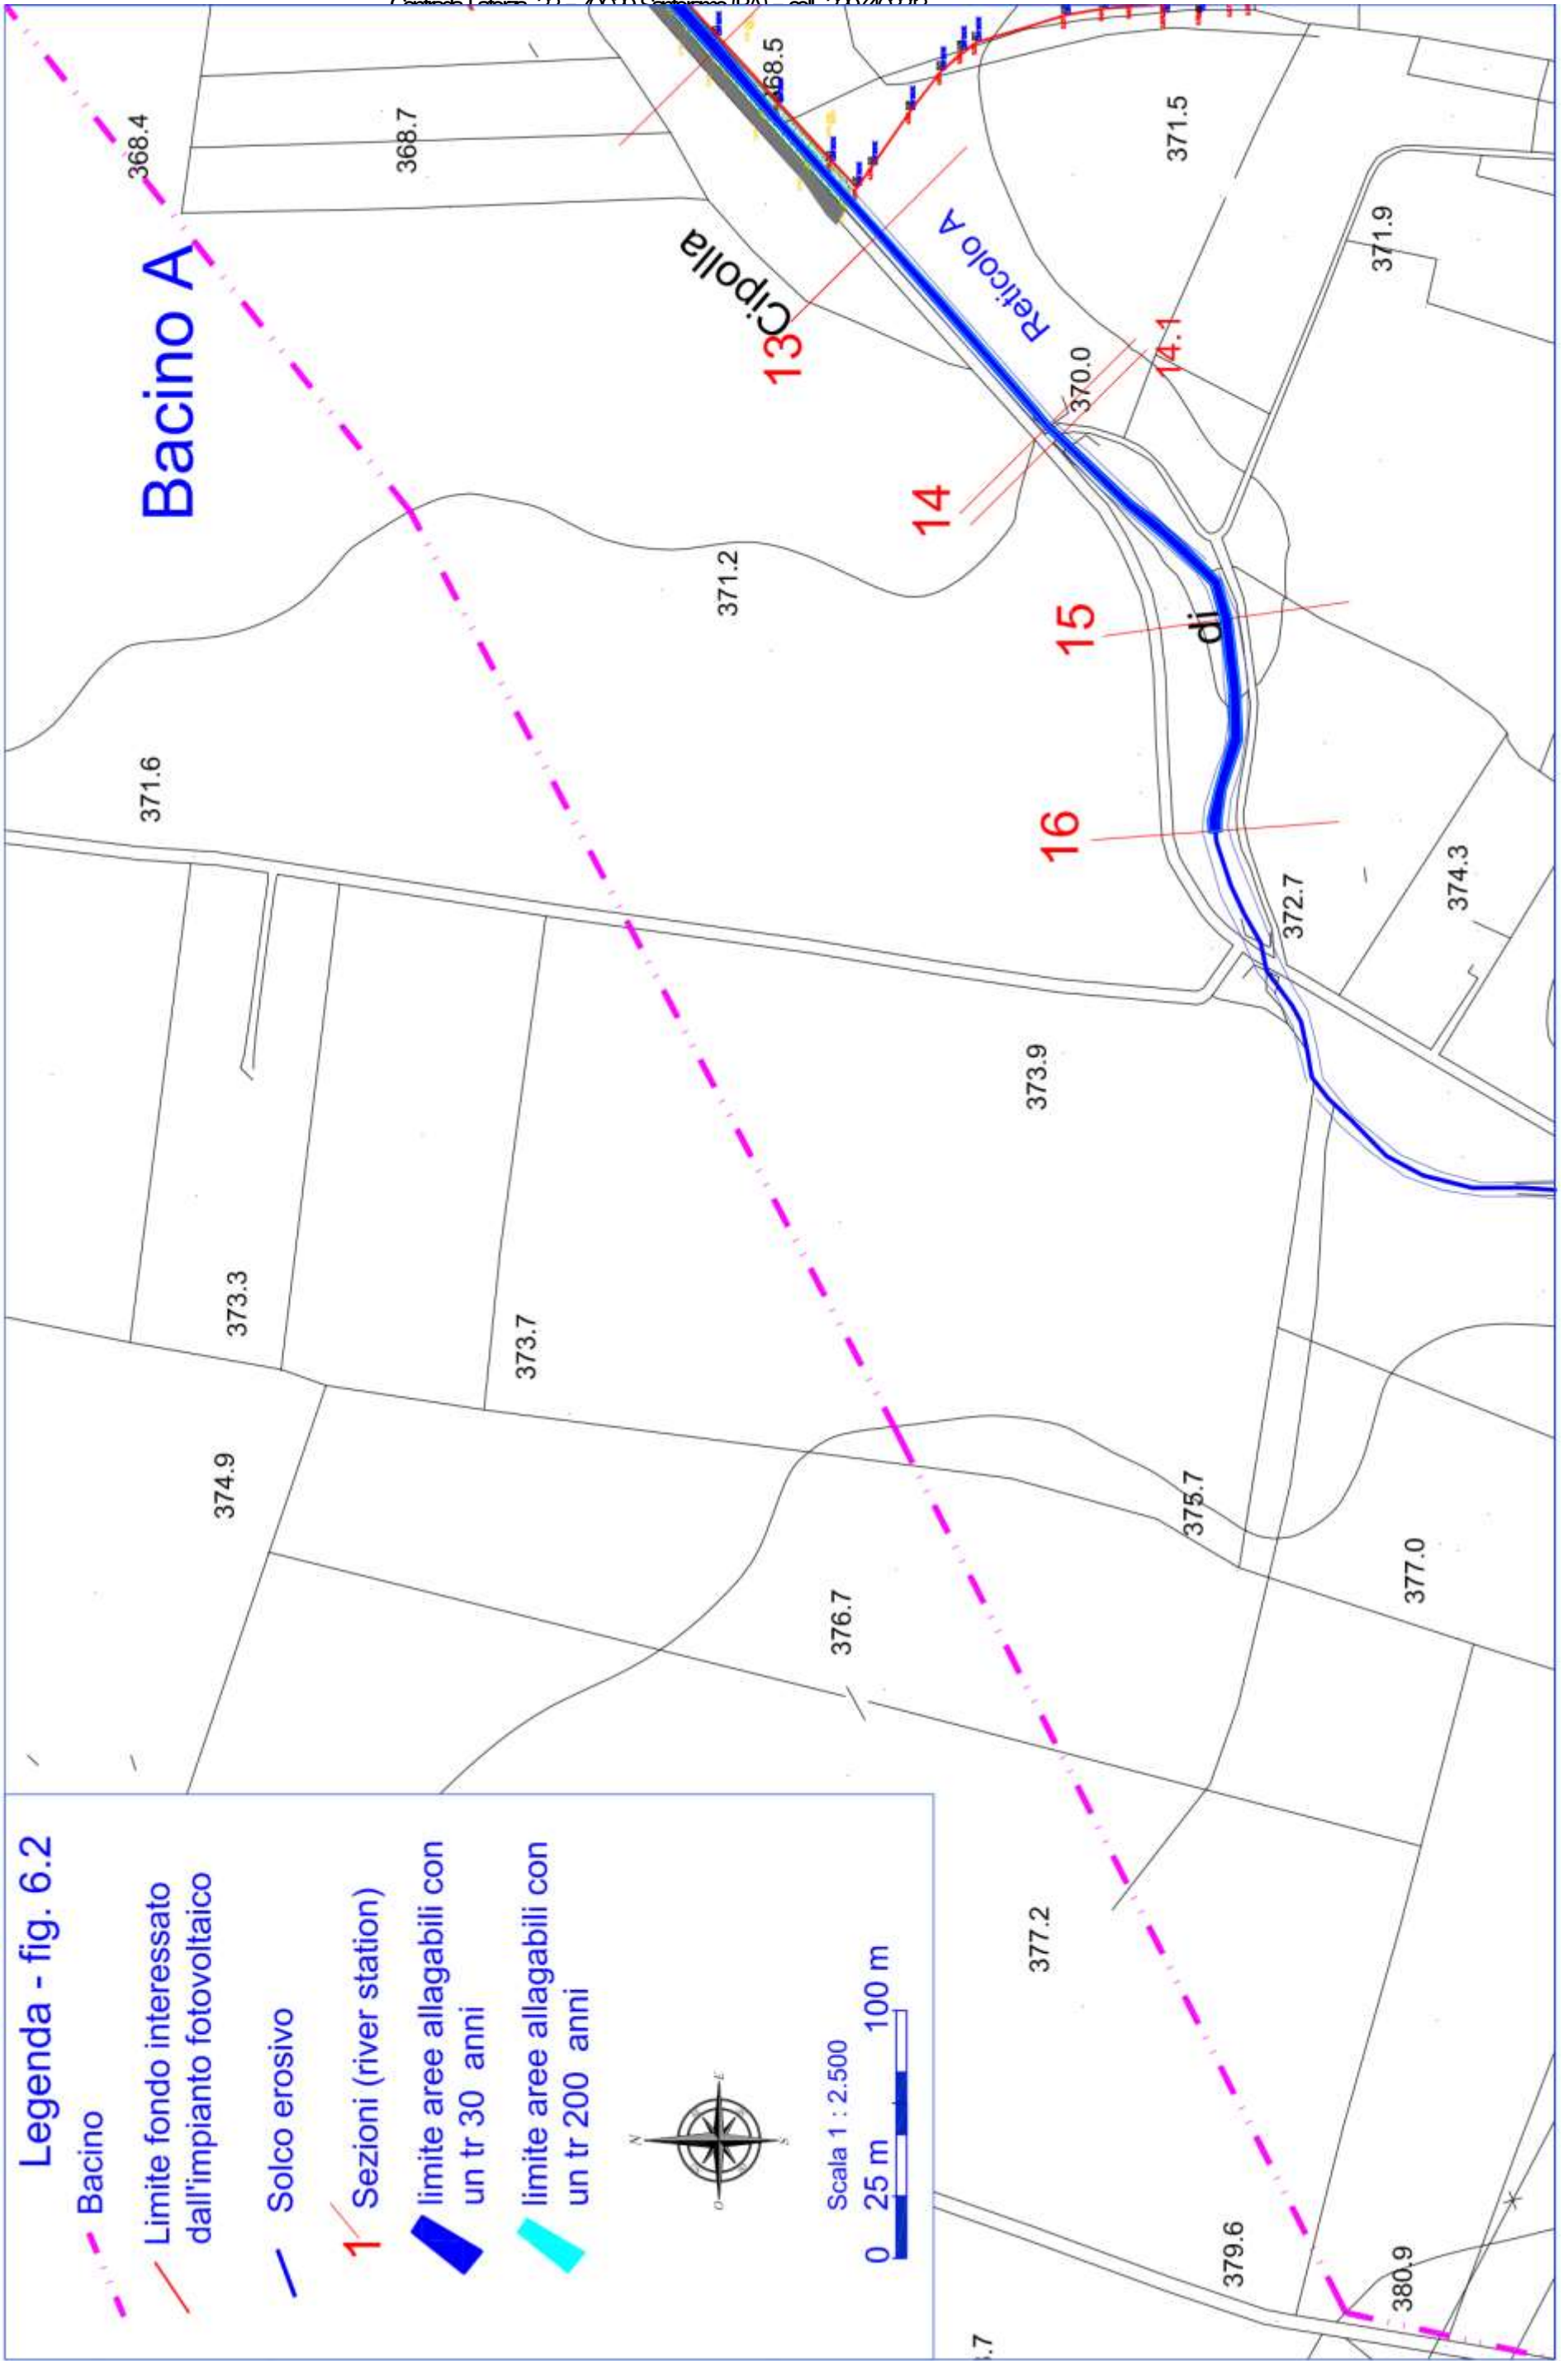 Legenda - fig. 6.2
Bacino
Limite fondo interessato
dall'impianto fotovoltaico
Solco erosivo
1 Sezioni (river station)
limite aree allagabili con
un tr 30 anni
limite aree allagabili con
un tr 200 anni
N
O
E
S
Scala 1 : 2.500
0 25 m 100 m
Bacino A
368.4
368.7
68.5
371.5
371.9
Cipolla
13
Reticolo A
370.0
14.1
14
371.2
15
di
16
371.6
372.7
374.3
373.9
373.3
373.7
374.9
375.7
376.7
377.0
377.2
379.6
380.9
.7